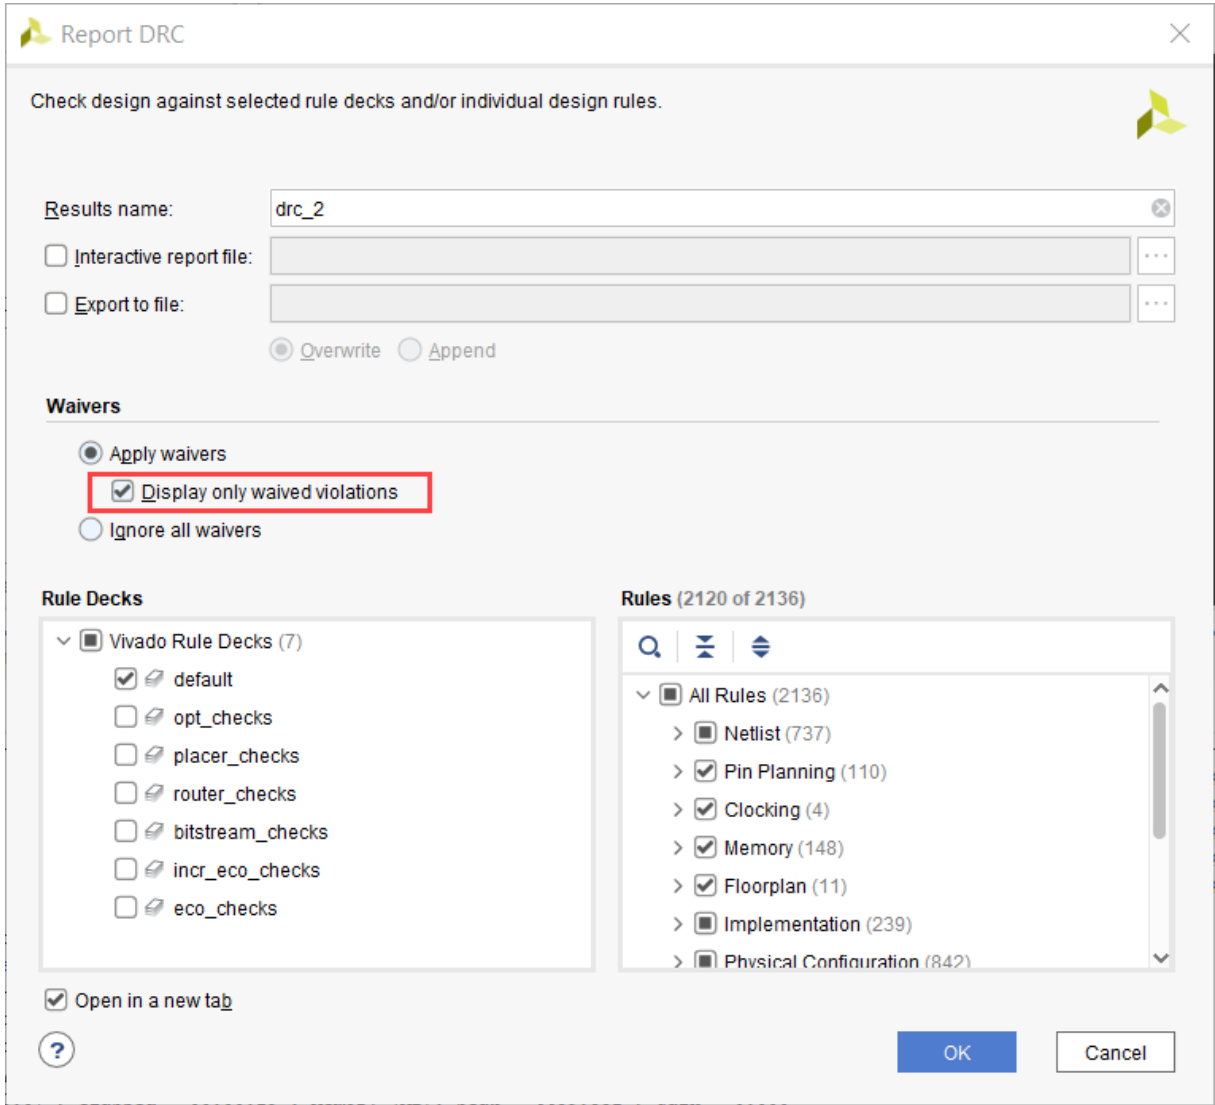 Report DRC
Check design against selected rule decks and/or individual design rules.
Results name: drc_2
Interactive report file:
Export to file:
Overwrite Append
Waivers
Apply waivers
Display only waived violations
Ignore all waivers
Rule Decks
Vivado Rule Decks (7)
default
opt_checks
placer_checks
router_checks
bitstream_checks
incr_eco_checks
eco_checks
Rules (2120 of 2136)
All Rules (2136)
Netlist (737)
Pin Planning (110)
Clocking (4)
Memory (148)
Floorplan (11)
Implementation (239)
Physical Configuration (842)
Open in a new tab
?
OK Cancel